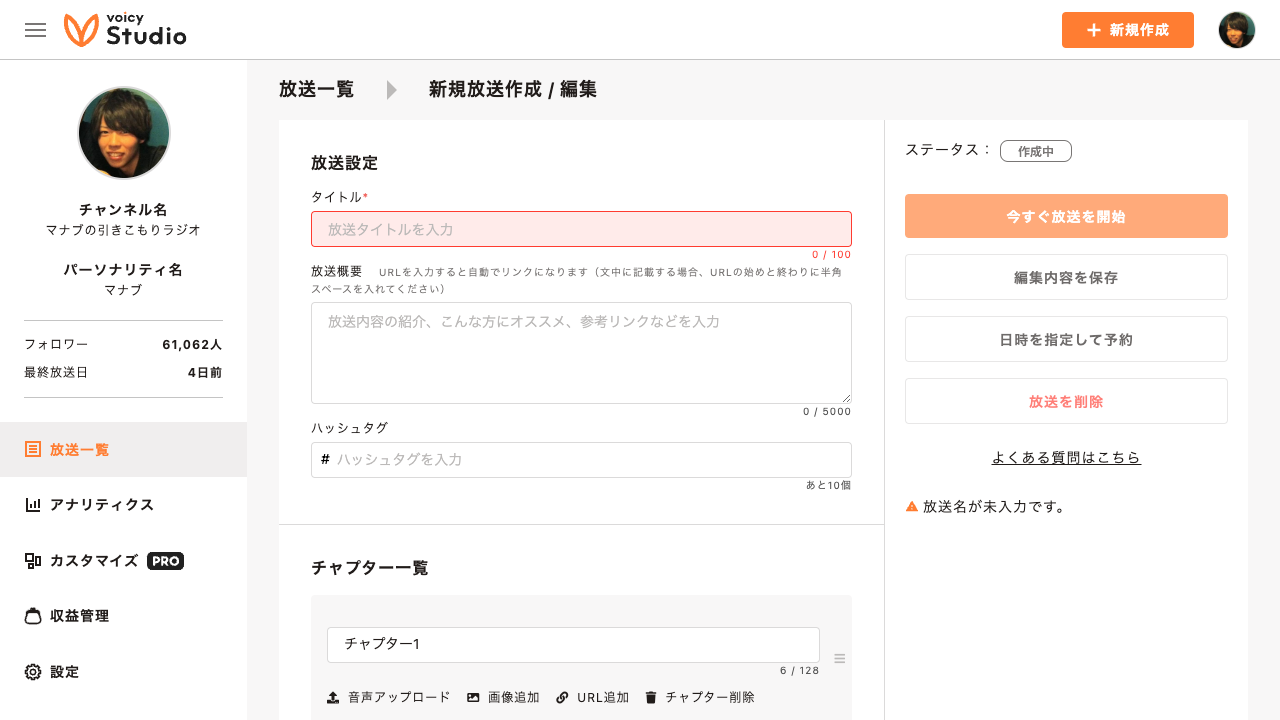 voicy
Studio
新規作成
チャンネル名
マナブの引きこもりラジオ
パーソナリティ名
マナブ
フォロワー 61,062人
最終放送日 4日前
放送一覧
アナリティクス
カスタマイズ PRO
収益管理
設定
放送一覧 新規放送作成 / 編集
放送設定
タイトル*
放送タイトルを入力
0 / 100
放送概要 URLを入力すると自動でリンクになります（文中に記載する場合、URLの始めと終わりに半角
スペースを入れてください）
放送内容の紹介、こんな方にオススメ、参考リンクなどを入力
0 / 5000
ハッシュタグ
# ハッシュタグを入力
あと10個
チャプター一覧
チャプター1
6 / 128
音声アップロード 画像追加 URL追加 チャプター削除
ステータス： 作成中
今すぐ放送を開始
編集内容を保存
日時を指定して予約
放送を削除
よくある質問はこちら
放送名が未入力です。